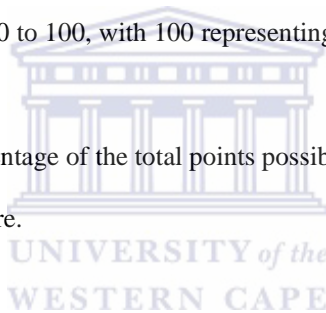 0 to 100, with 100 representing
ntage of the total points possib
re.
UNIVERSITY of the
WESTERN CAPE